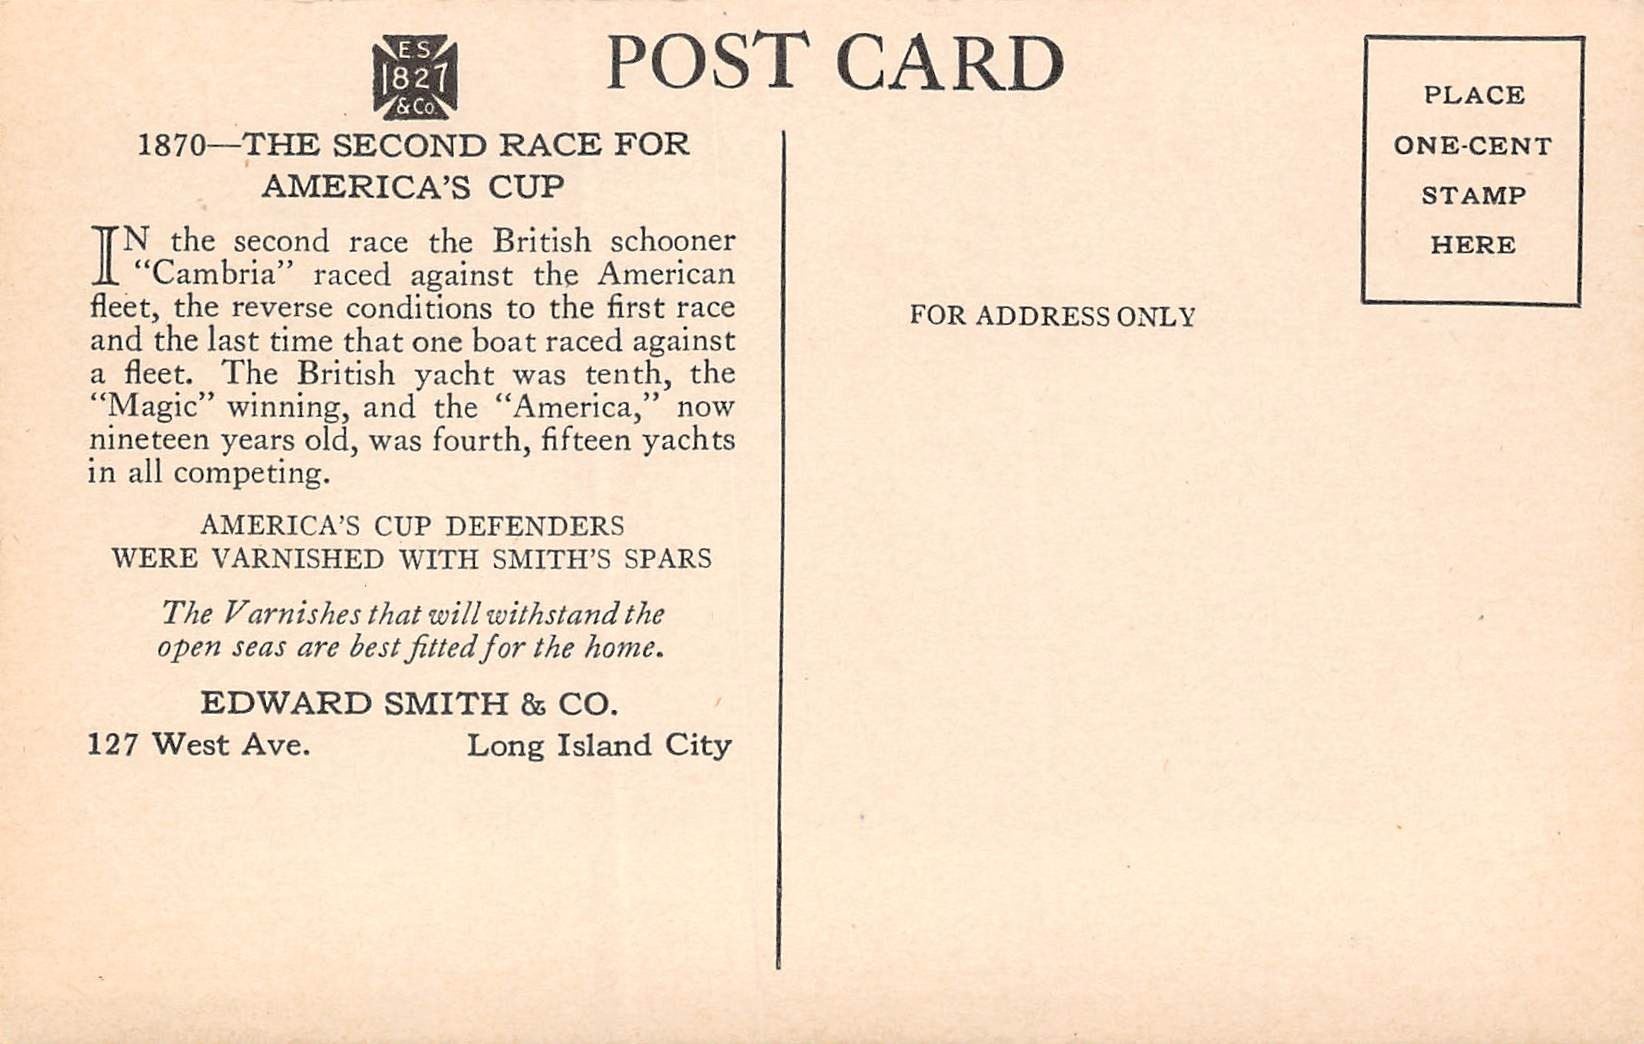 E.S.
1827
& Co.
POST CARD
PLACE
ONE-CENT
STAMP
HERE
1870—THE SECOND RACE FOR
AMERICA'S CUP
IN the second race the British schooner
"Cambria" raced against the American
fleet, the reverse conditions to the first race
and the last time that one boat raced against
a fleet. The British yacht was tenth, the
"Magic" winning, and the "America," now
nineteen years old, was fourth, fifteen yachts
in all competing.
AMERICA'S CUP DEFENDERS
WERE VARNISHED WITH SMITH'S SPARS
The Varnishes that will withstand the
open seas are best fitted for the home.
EDWARD SMITH & CO.
127 West Ave. Long Island City
FOR ADDRESS ONLY